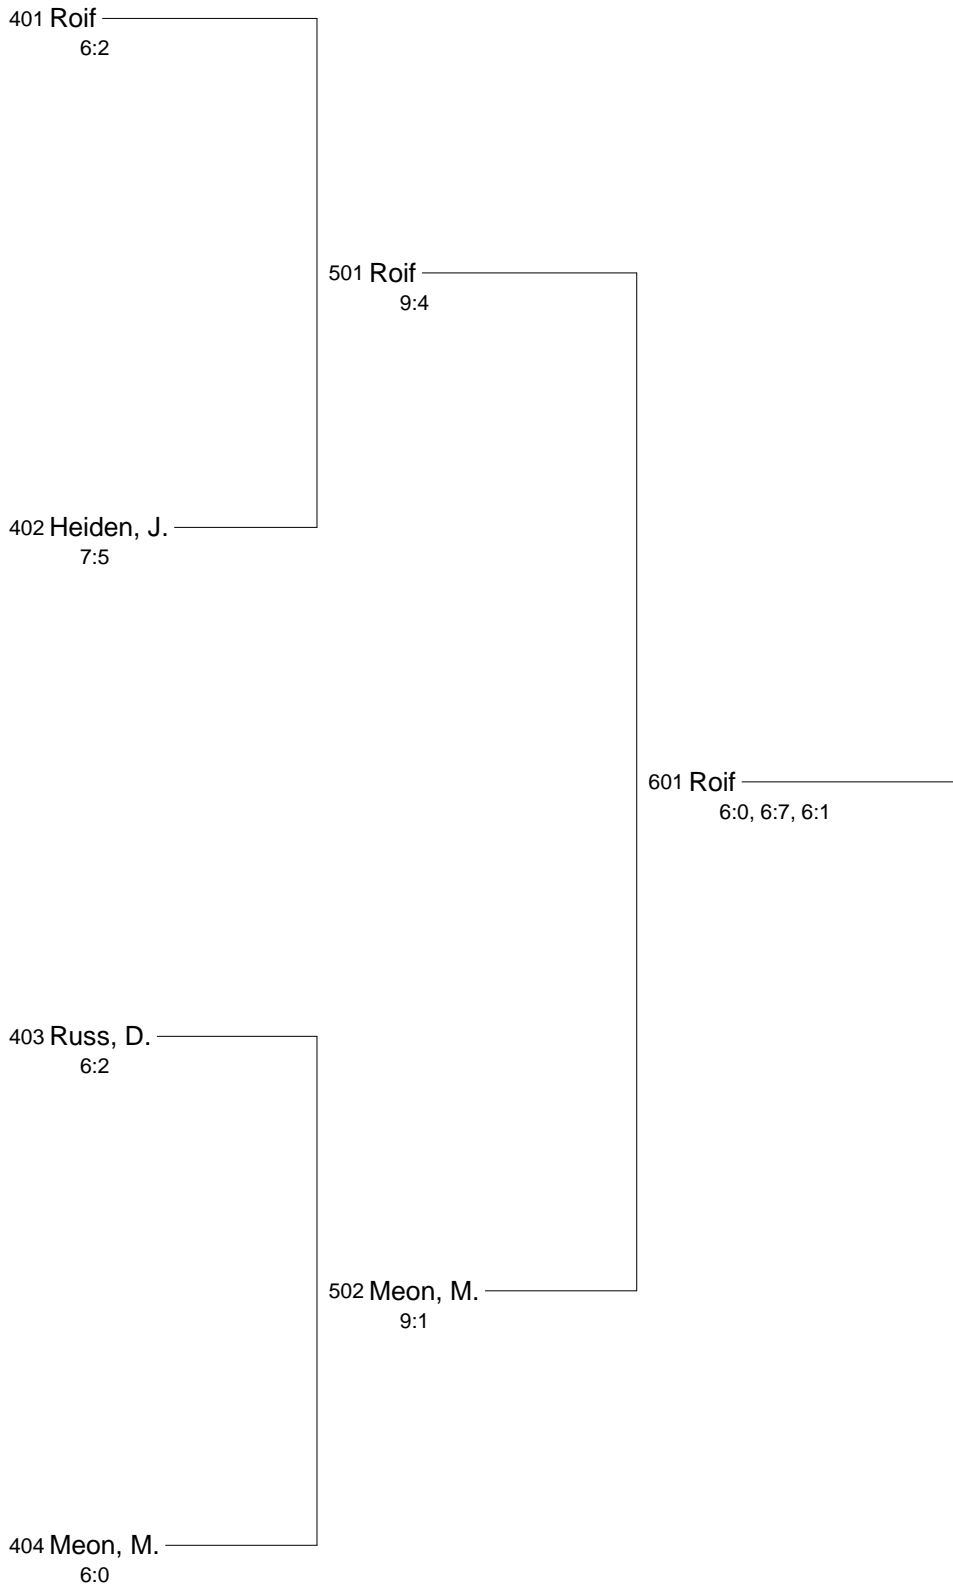 401 Roif
6:2
501 Roif
9:4
402 Heiden, J.
7:5
601 Roif
6:0, 6:7, 6:1
403 Russ, D.
6:2
502 Meon, M.
9:1
404 Meon, M.
6:0